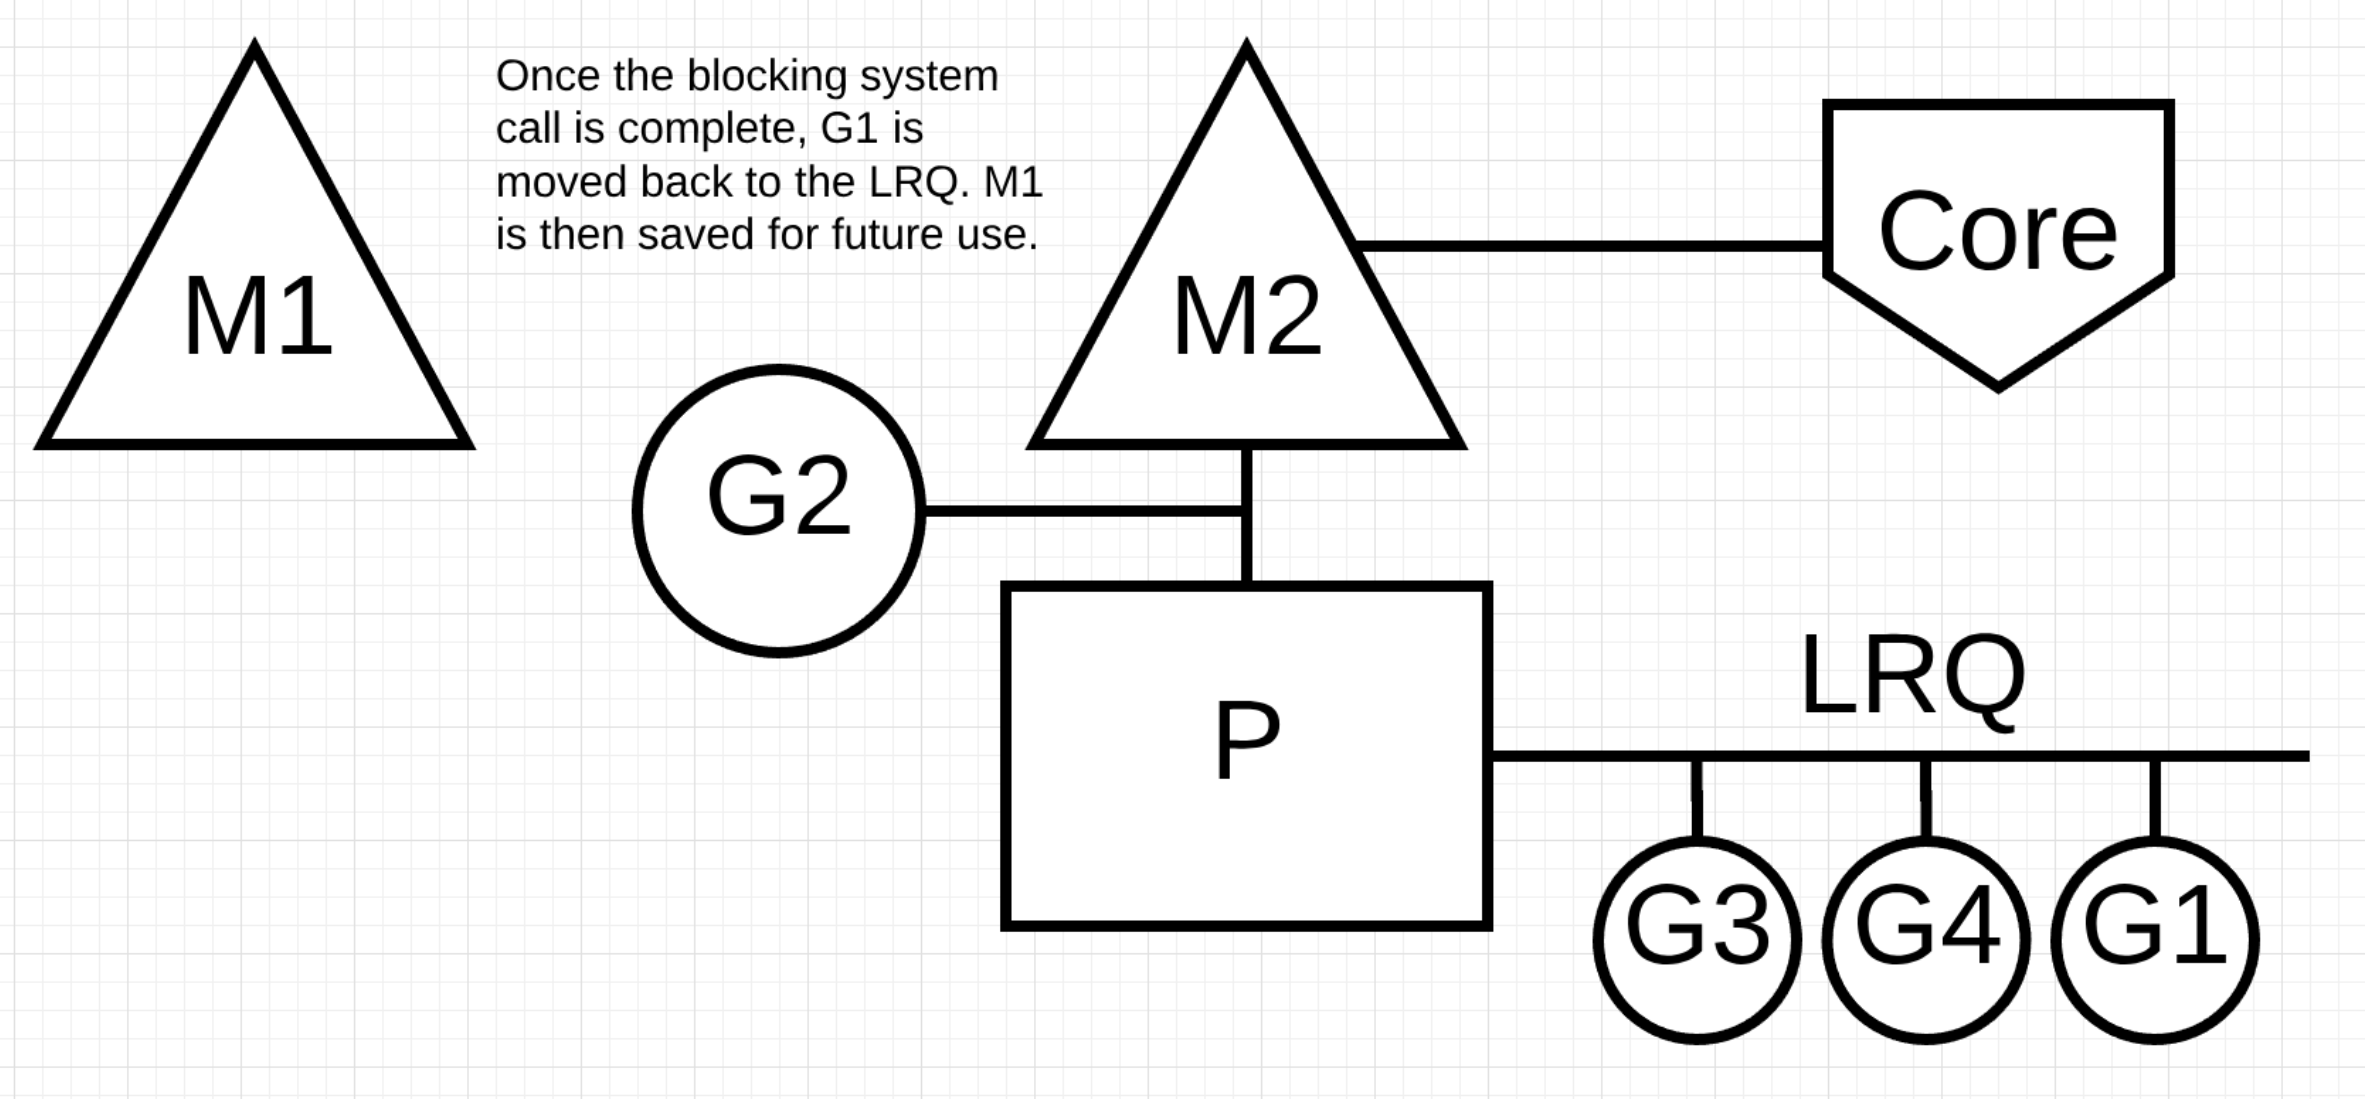 Once the blocking system
call is complete, G1 is
moved back to the LRQ. M1
is then saved for future use.
M1
M2
Core
G2
P
LRQ
G3
G4
G1